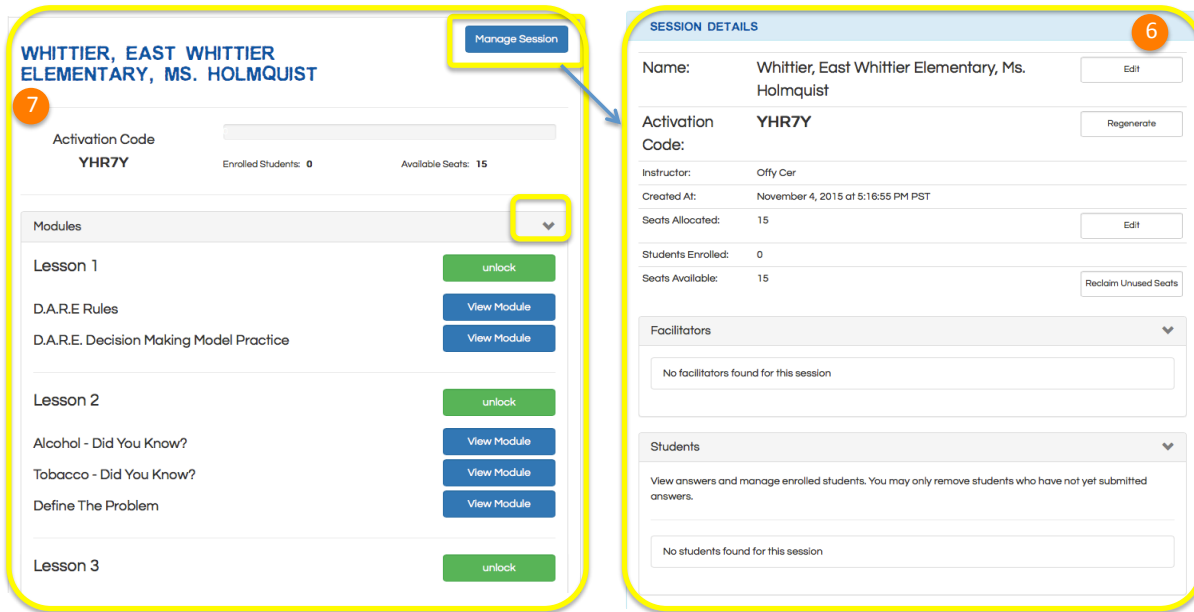 Manage Session
WHITTIER, EAST WHITTIER
ELEMENTARY, MS. HOLMQUIST
7
Activation Code
YHR7Y
Enrolled Students: 0
Available Seats: 15
Modules
Lesson 1
unlock
D.A.R.E Rules
View Module
D.A.R.E. Decision Making Model Practice
View Module
Lesson 2
unlock
Alcohol - Did You Know?
View Module
Tobacco - Did You Know?
View Module
Define The Problem
View Module
Lesson 3
unlock
SESSION DETAILS
6
Name:
Whittier, East Whittier Elementary, Ms.
Holmquist
Edit
Activation
Code:
YHR7Y
Regenerate
Instructor:
Offy Cer
Created At:
November 4, 2015 at 5:16:55 PM PST
Seats Allocated:
15
Edit
Students Enrolled:
0
Seats Available:
15
Reclaim Unused Seats
Facilitators
No facilitators found for this session
Students
View answers and manage enrolled students. You may only remove students who have not yet submitted
answers.
No students found for this session